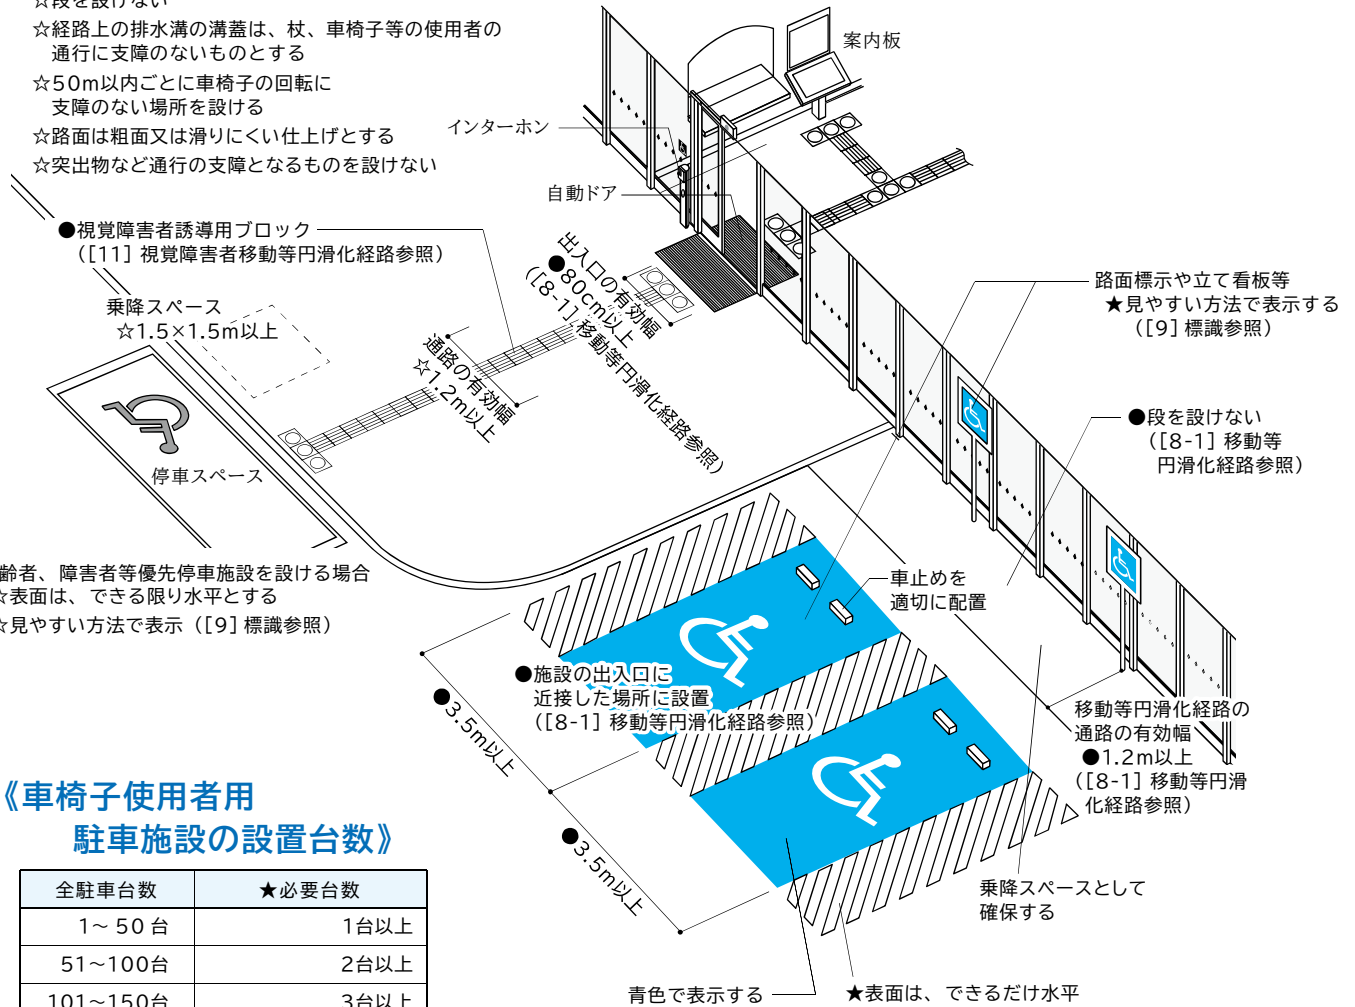 ☆段を設けない
☆経路上の排水溝の溝蓋は、杖、車椅子等の使用者の
通行に支障のないものとする
☆50m以内ごとに車椅子の回転に
支障のない場所を設ける
☆路面は粗面又は滑りにくい仕上げとする
☆突出物など通行の支障となるものを設けない
案内板
インターホン
自動ドア
●視覚障害者誘導用ブロック
([11] 視覚障害者移動等円滑化経路参照)
出入口の有効幅
●80cm以上
([8-1] 移動等円滑化経路参照)
乗降スペース
☆1.5×1.5m以上
通路の有効幅
☆1.2m以上
停車スペース
路面標示や立て看板等
★見やすい方法で表示する
([9] 標識参照)
●段を設けない
([8-1] 移動等
円滑化経路参照)
齢者、障害者等優先停車施設を設ける場合
☆表面は、できる限り水平とする
☆見やすい方法で表示([9] 標識参照)
車止めを
適切に配置
●施設の出入口に
近接した場所に設置
([8-1] 移動等円滑化経路参照)
●3.5m以上
●3.5m以上
移動等円滑化経路の
通路の有効幅
●1.2m以上
([8-1] 移動等円滑
化経路参照)
乗降スペースとして
確保する
青色で表示する
★表面は、できるだけ水平
《車椅子使用者用
駐車施設の設置台数》
全駐車台数 ★必要台数
1～50台 1台以上
51～100台 2台以上
101～150台 3台以上